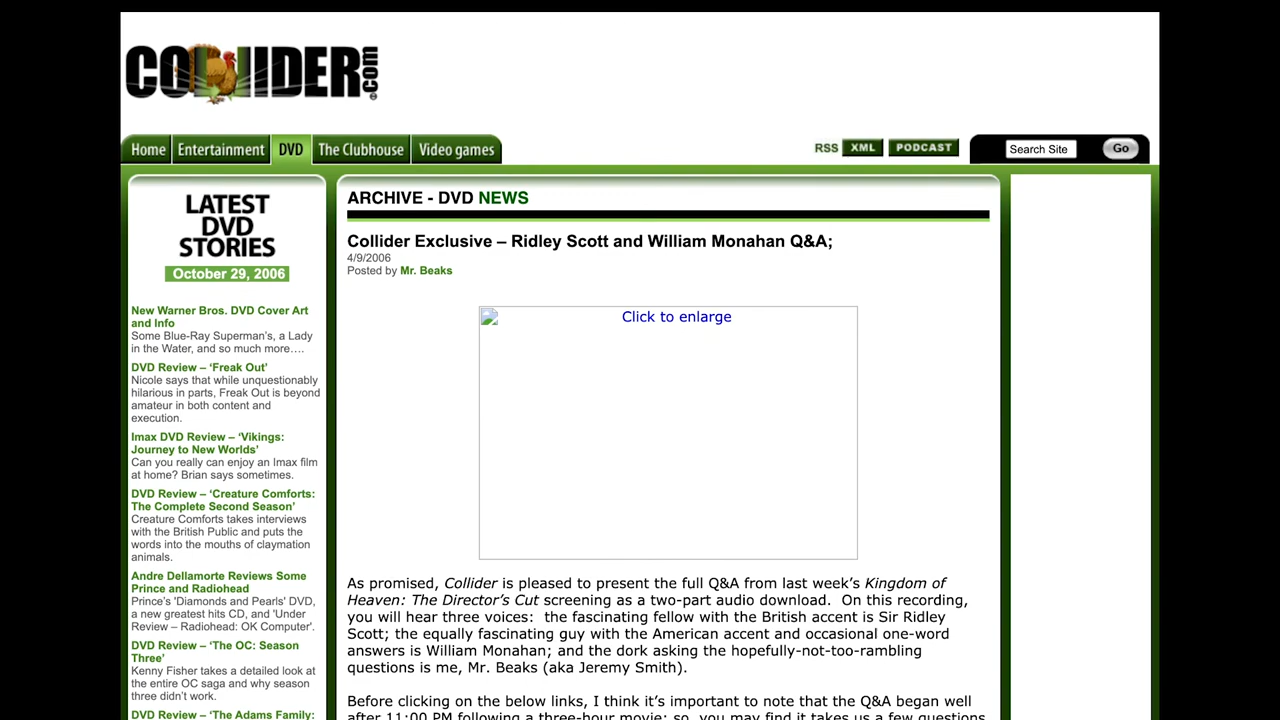 COLLIDER.com
Home
Entertainment
DVD
The Clubhouse
Video games
RSS
XML
PODCAST
Search Site
Go
LATEST
DVD
STORIES
October 29, 2006
New Warner Bros. DVD Cover Art
and Info
Some Blue-Ray Superman's, a Lady
in the Water, and so much more….
DVD Review – ‘Freak Out’
Nicole says that while unquestionably
hilarious in parts, Freak Out is beyond
amateur in both content and
execution.
Imax DVD Review – ‘Vikings:
Journey to New Worlds’
Can you really can enjoy an Imax film
at home? Brian says sometimes.
DVD Review – ‘Creature Comforts:
The Complete Second Season’
Creature Comforts takes interviews
with the British Public and puts the
words into the mouths of claymation
animals.
Andre Dellamorte Reviews Some
Prince and Radiohead
Prince’s 'Diamonds and Pearls' DVD,
a new greatest hits CD, and 'Under
Review – Radiohead: OK Computer'.
DVD Review – ‘The OC: Season
Three’
Kenny Fisher takes a detailed look at
the entire OC saga and why season
three didn’t work.
DVD Review – ‘The Adams Family:
ARCHIVE - DVD NEWS
Collider Exclusive – Ridley Scott and William Monahan Q&A;
4/9/2006
Posted by Mr. Beaks
Click to enlarge
As promised, Collider is pleased to present the full Q&A from last week’s Kingdom of
Heaven: The Director’s Cut screening as a two-part audio download.  On this recording,
you will hear three voices:  the fascinating fellow with the British accent is Sir Ridley
Scott; the equally fascinating guy with the American accent and occasional one-word
answers is William Monahan; and the dork asking the hopefully-not-too-rambling
questions is me, Mr. Beaks (aka Jeremy Smith).
Before clicking on the below links, I think it’s important to note that the Q&A began well
after 11:00 PM following a three-hour movie; so, you may find it takes us a few questions